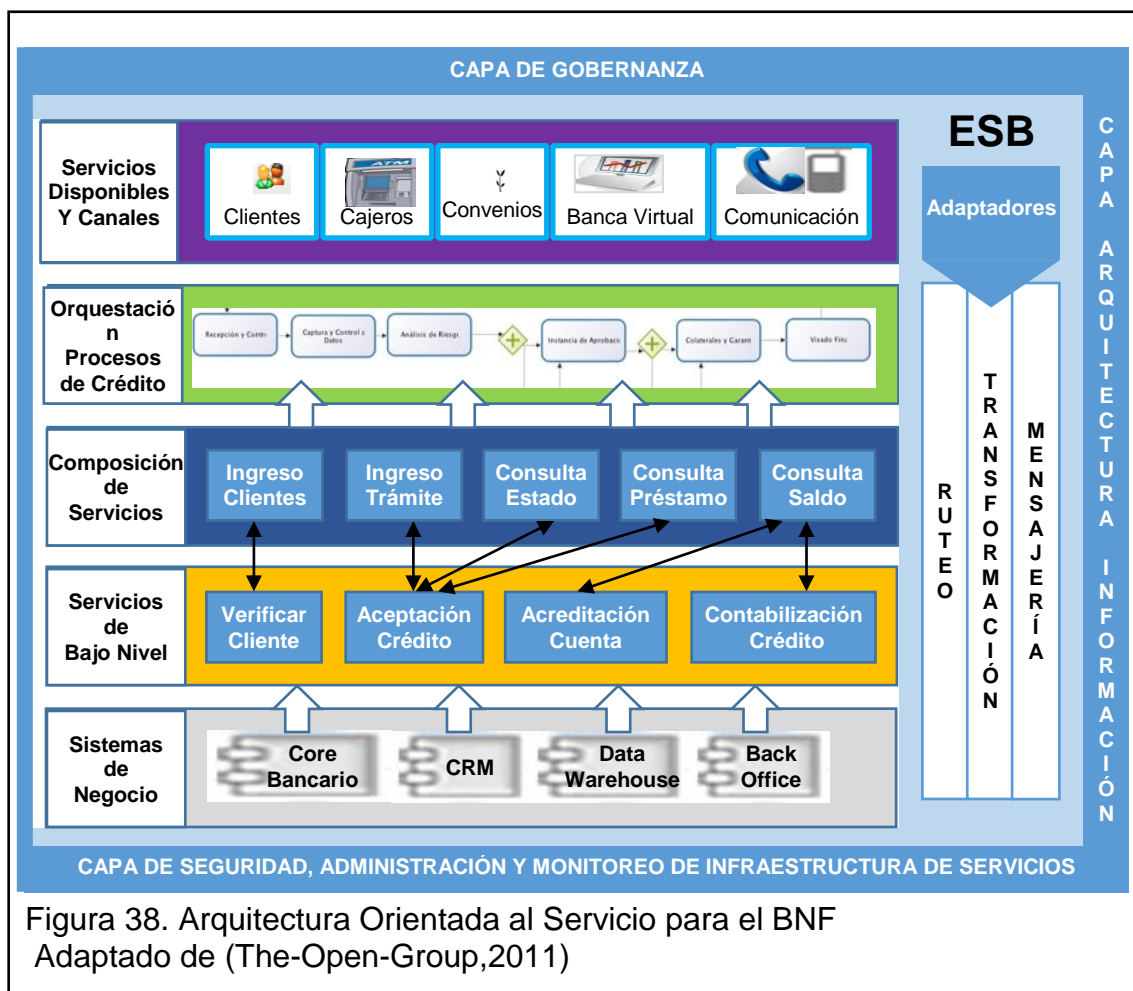 CAPA DE GOBERNANZA
Servicios
Disponibles
Y Canales
ATM
Clientes
Cajeros
Convenios
Banca Virtual
Comunicación
Orquestació
n
Procesos
de Crédito
Recepción y Contr
Captura y Control d
Datos
Análisis de Riesgo
Instancia de Aprobació
Colaterales y Garant
Visado Fina
Composición
de
Servicios
Ingreso
Clientes
Ingreso
Trámite
Consulta
Estado
Consulta
Préstamo
Consulta
Saldo
Servicios
de
Bajo Nivel
Verificar
Cliente
Aceptación
Crédito
Acreditación
Cuenta
Contabilización
Crédito
Sistemas
de
Negocio
Core
Bancario
CRM
Data
Warehouse
Back
Office
ESB
Adaptadores
RUTEO
TRANSFORMACIÓN
MENSAJERÍA
CAPA ARQUITECTURA INFORMACIÓN
CAPA DE SEGURIDAD, ADMINISTRACIÓN Y MONITOREO DE INFRAESTRUCTURA DE SERVICIOS
Figura 38. Arquitectura Orientada al Servicio para el BNF
Adaptado de (The-Open-Group,2011)